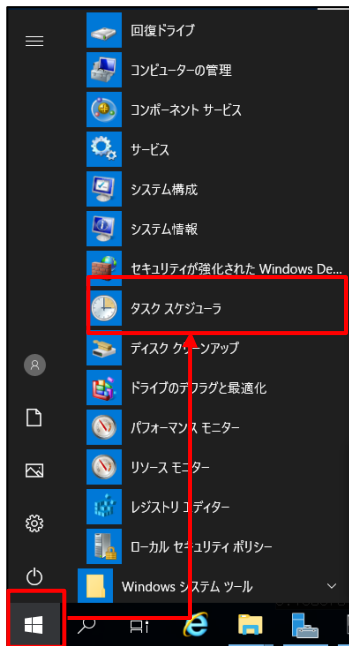 回復ドライブ
コンピューターの管理
コンポーネント サービス
サービス
システム構成
システム情報
セキュリティが強化された Windows De...
タスク スケジューラ
ディスク クリーンアップ
ドライブのデフラグと最適化
パフォーマンス モニター
リソース モニター
レジストリ エディター
ローカル セキュリティ ポリシー
Windows システム ツール